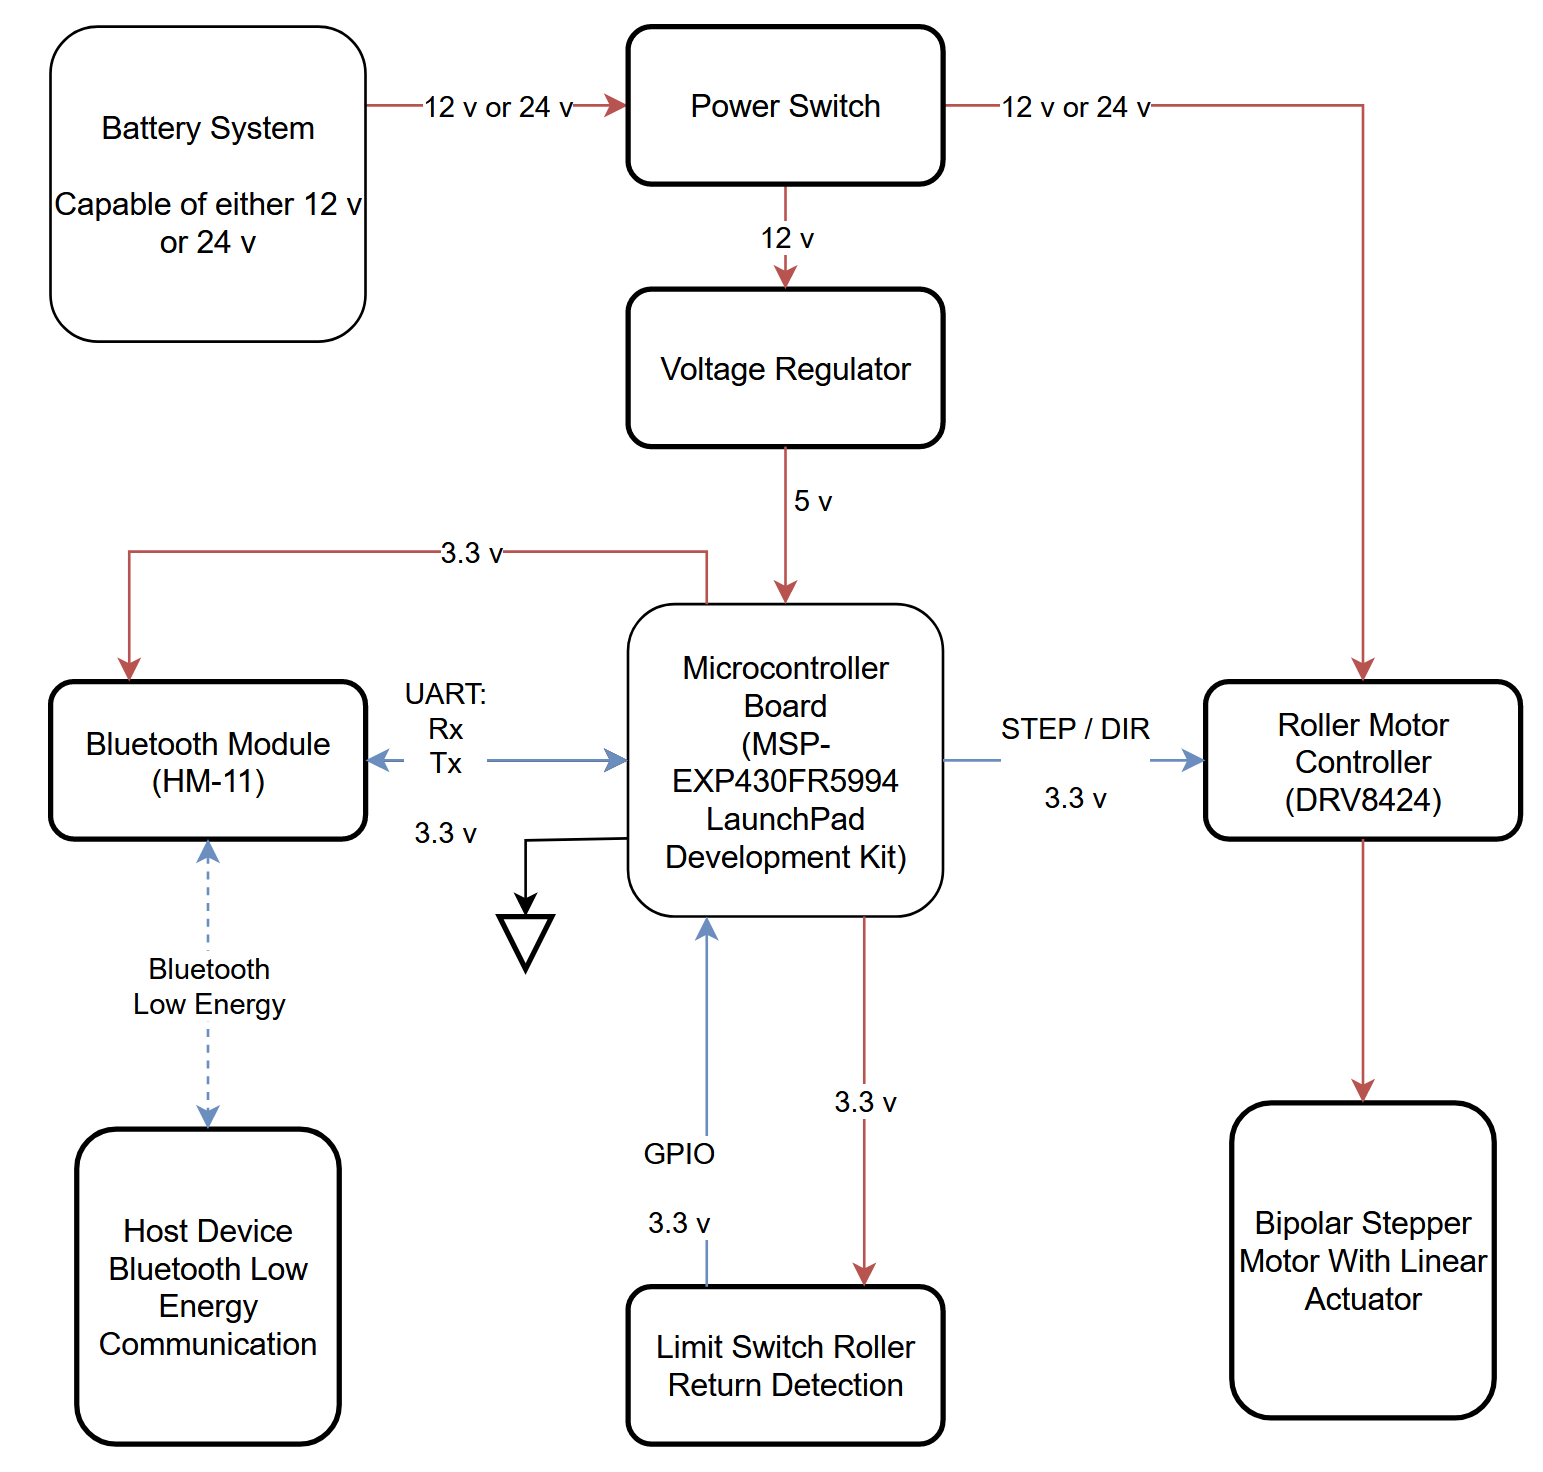 Battery System
Capable of either 12 v
or 24 v
12 v or 24 v
Power Switch
12 v or 24 v
12 v
Voltage Regulator
5 v
3.3 v
Bluetooth Module
(HM-11)
UART:
Rx
Tx
3.3 v
Microcontroller
Board
(MSP-
EXP430FR5994
LaunchPad
Development Kit)
STEP / DIR
3.3 v
Roller Motor
Controller
(DRV8424)
Bluetooth
Low Energy
GPIO
3.3 v
3.3 v
Host Device
Bluetooth Low
Energy
Communication
Limit Switch Roller
Return Detection
Bipolar Stepper
Motor With Linear
Actuator